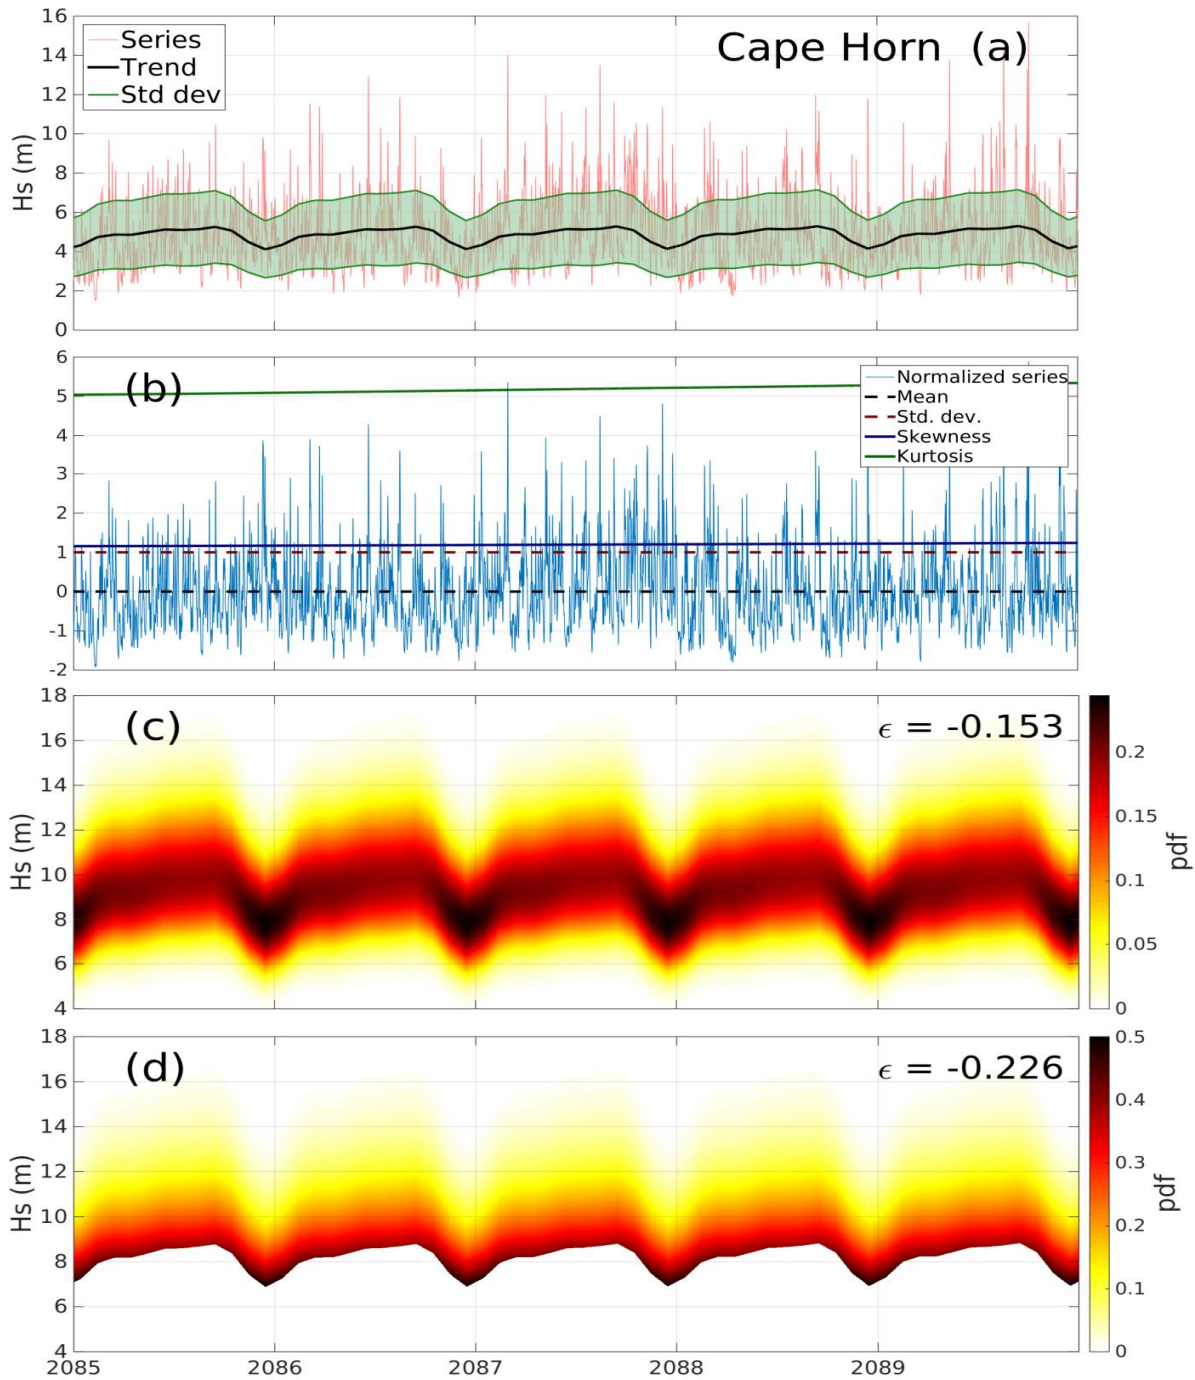 16
14
12
10
8
6
4
2
0
Hs (m)
Series
Trend
Std dev
Cape Horn (a)
6
5
4
3
2
1
0
-1
-2
(b)
Normalized series
Mean
Std. dev.
Skewness
Kurtosis
18
16
14
12
10
8
6
4
Hs (m)
(c)
ϵ = -0.153
0.2
0.15
0.1
0.05
0
pdf
18
16
14
12
10
8
6
4
Hs (m)
(d)
ϵ = -0.226
0.5
0.4
0.3
0.2
0.1
0
pdf
2085 2086 2087 2088 2089